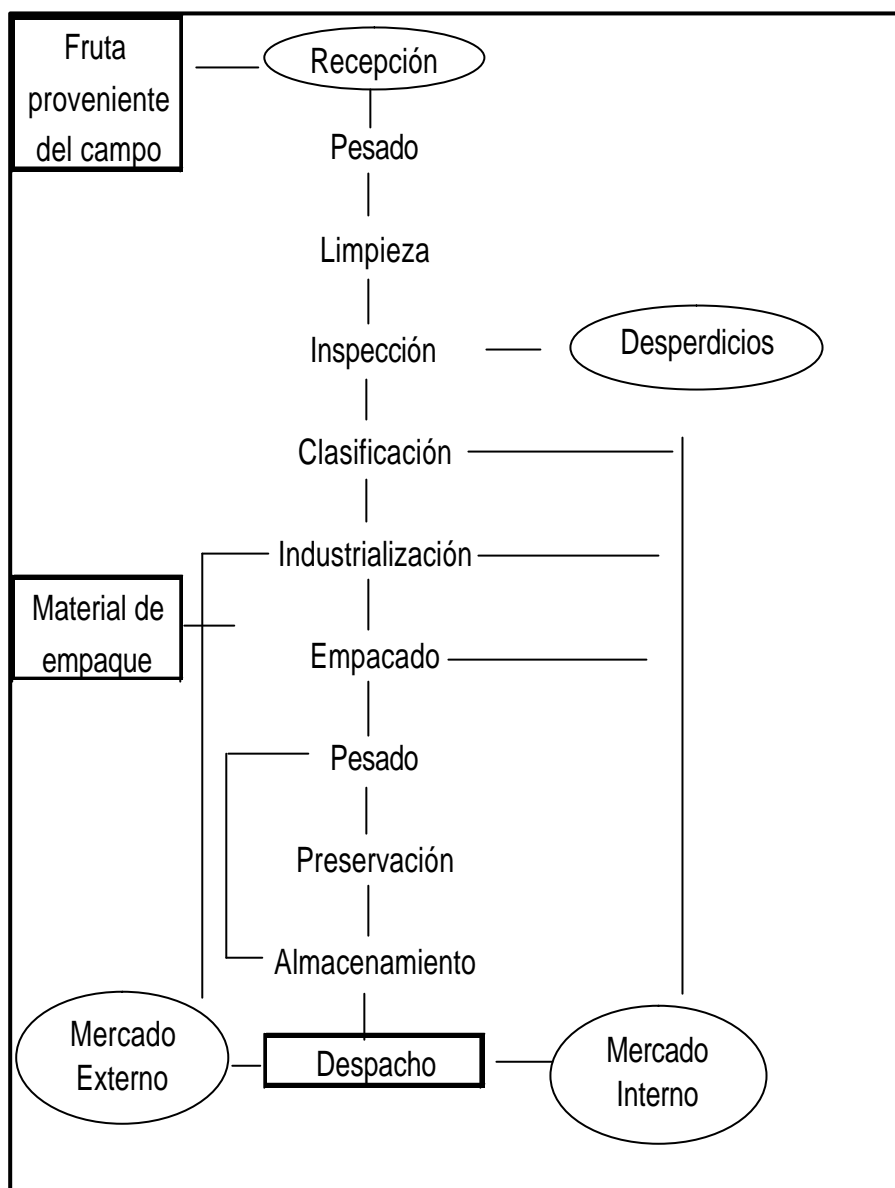 Fruta
proveniente
del campo
Recepción
Pesado
Limpieza
Inspección
Desperdicios
Clasificación
Industrialización
Material de
empaque
Empacado
Pesado
Preservación
Almacenamiento
Mercado
Externo
Despacho
Mercado
Interno